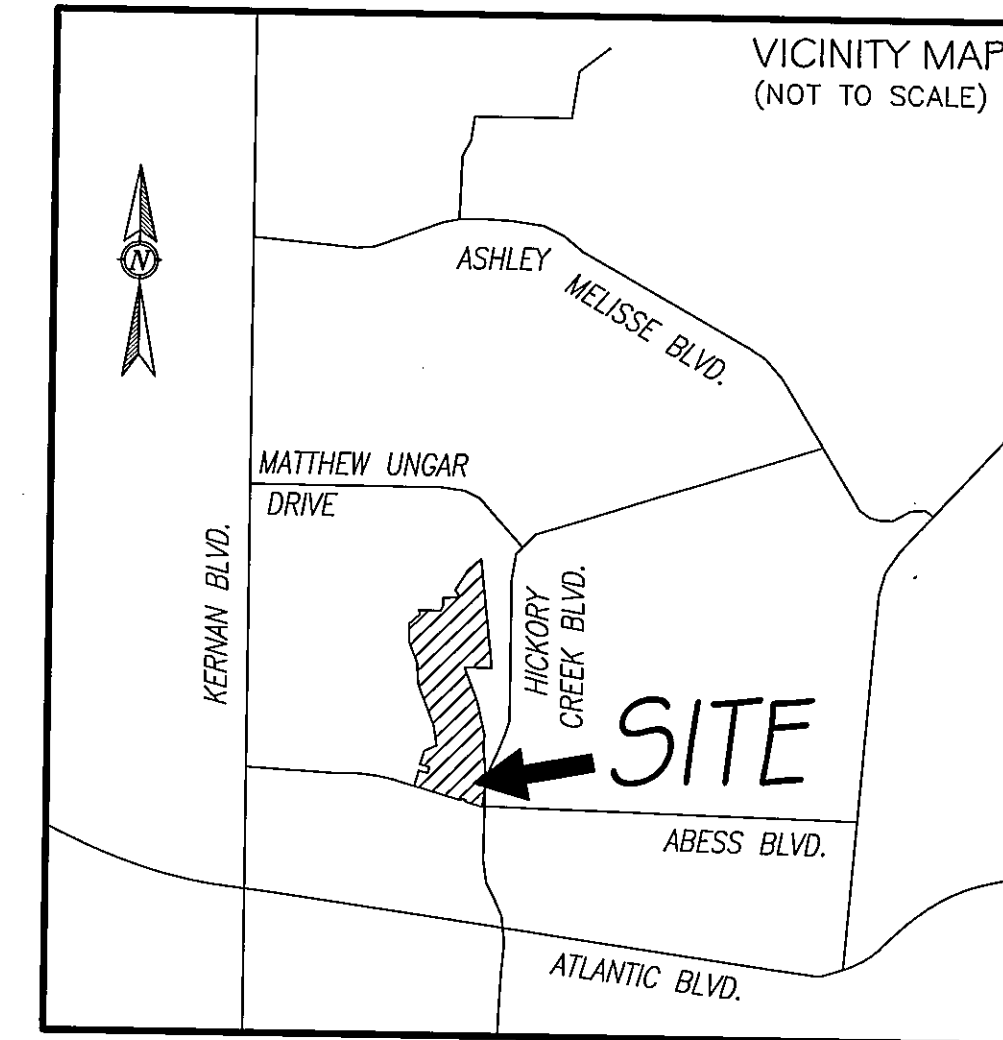 VICINITY MAP
(NOT TO SCALE)
N
ASHLEY
MELISSE BLVD.
MATTHEW UNGAR
DRIVE
KERNAN BLVD.
HICKORY
CREEK BLVD.
SITE
ABESS BLVD.
ATLANTIC BLVD.